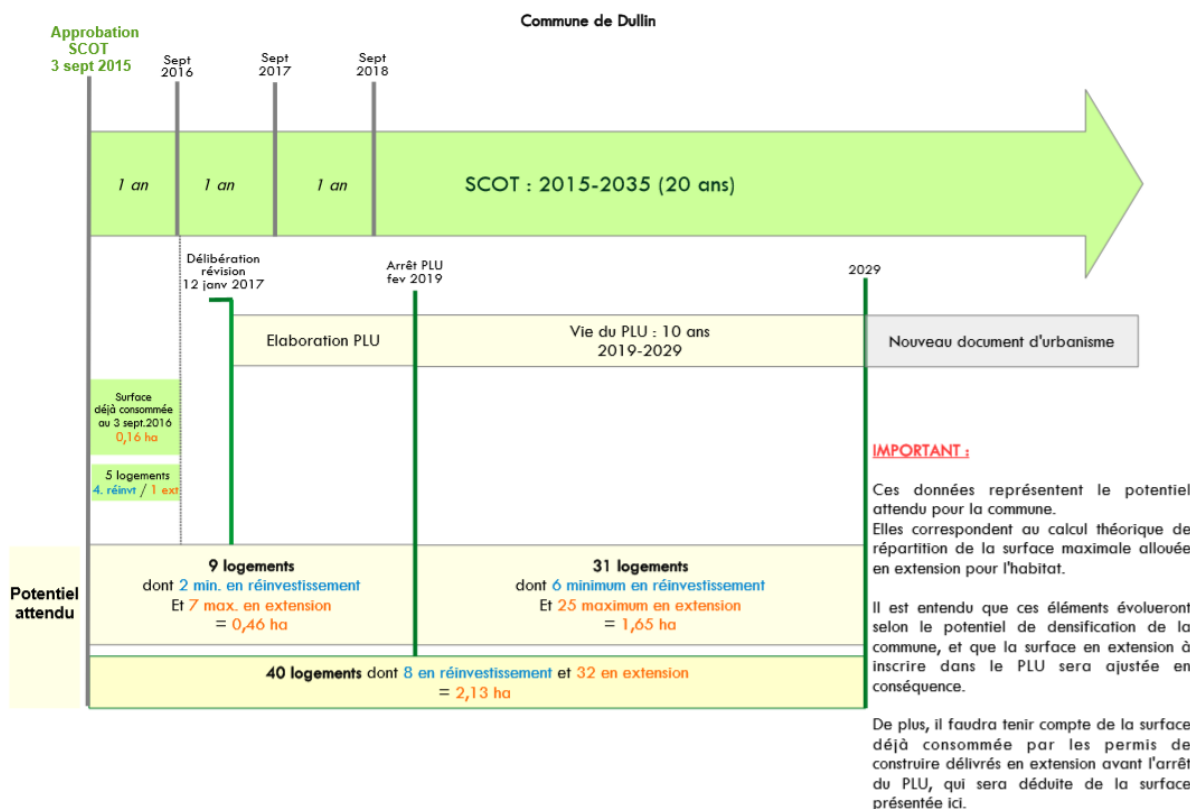 Commune de Dullin
Approbation
SCOT
3 sept 2015
Sept
2016
Sept
2017
Sept
2018
1 an
1 an
1 an
SCOT : 2015-2035 (20 ans)
Délibération
révision
12 janv 2017
Arrêt PLU
fev 2019
2029
Elaboration PLU
Vie du PLU : 10 ans
2019-2029
Nouveau document d'urbanisme
Surface
déjà consommée
au 3 sept.2016
0,16 ha
5 logements
4. réinvt / 1 ext
Potentiel
attendu
9 logements
dont 2 min. en réinvestissement
Et 7 max. en extension
= 0,46 ha
31 logements
dont 6 minimum en réinvestissement
Et 25 maximum en extension
= 1,65 ha
40 logements dont 8 en réinvestissement et 32 en extension
= 2,13 ha
IMPORTANT :
Ces données représentent le potentiel
attendu pour la commune.
Elles correspondent au calcul théorique de
répartition de la surface maximale allouée
en extension pour l'habitat.
Il est entendu que ces éléments évolueront
selon le potentiel de densification de la
commune, et que la surface en extension à
inscrire dans le PLU sera ajustée en
conséquence.
De plus, il faudra tenir compte de la surface
déjà consommée par les permis de
construire délivrés en extension avant l'arrêt
du PLU, qui sera déduite de la surface
présentée ici.